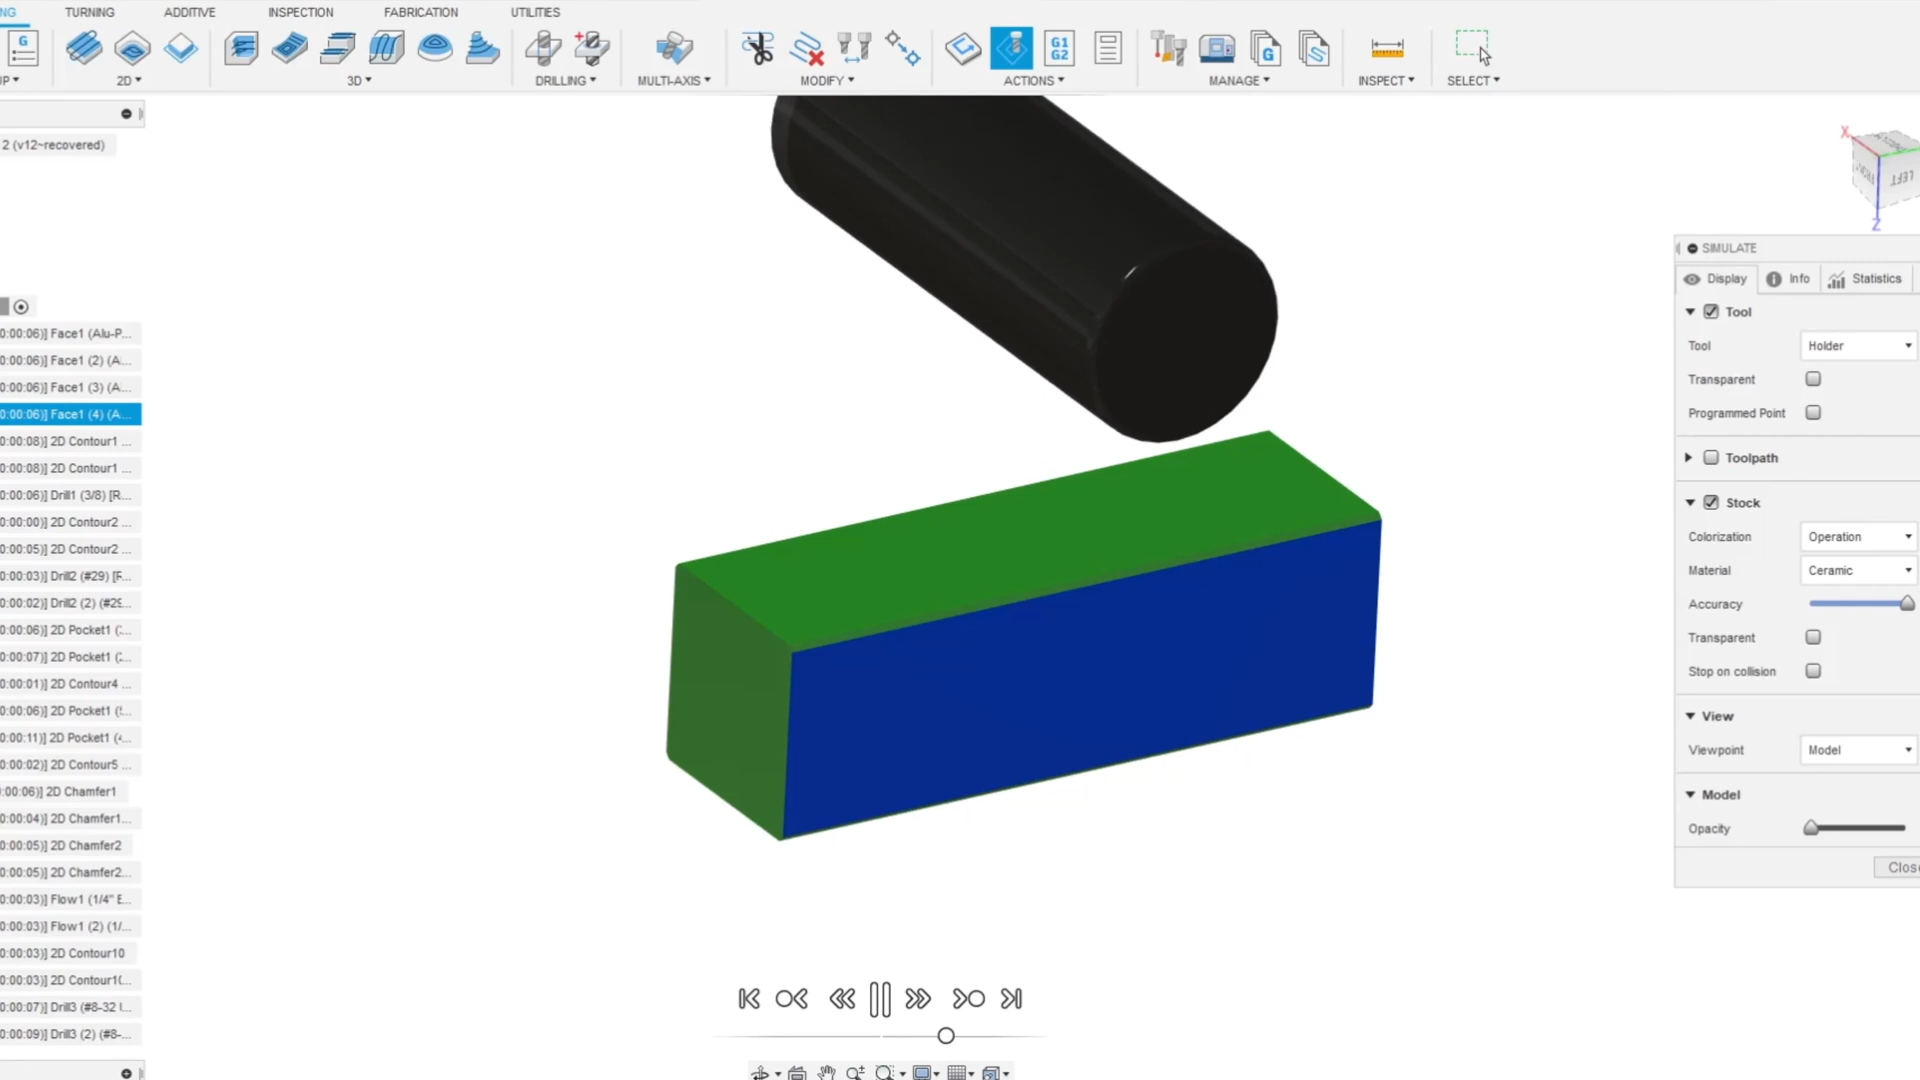 NG TURNING ADDITIVE INSPECTION FABRICATION UTILITIES
G G1 G2 G
UP 2D 3D DRILLING MULTI-AXIS MODIFY ACTIONS MANAGE INSPECT SELECT
2 (v12~recovered)
X
LEFT
Z
0:00:06)] Face1 (Alu-P...
0:00:06)] Face1 (2) (A...
0:00:06)] Face1 (3) (A...
0:00:06)] Face1 (4) (A...
0:00:08)] 2D Contour1 ...
0:00:08)] 2D Contour1 ...
0:00:06)] Drill1 (3/8) [R...
0:00:00)] 2D Contour2 ...
0:00:05)] 2D Contour2 ...
0:00:03)] Drill2 (#29) [F...
0:00:02)] Drill2 (2) (#29...
0:00:06)] 2D Pocket1 (...
0:00:07)] 2D Pocket1 (2...
0:00:01)] 2D Contour4 ...
0:00:06)] 2D Pocket1 (...
0:00:11)] 2D Pocket1 (...
0:00:02)] 2D Contour5 ...
:00:06)] 2D Chamfer1
0:00:04)] 2D Chamfer1...
0:00:05)] 2D Chamfer2
0:00:05)] 2D Chamfer2...
0:00:03)] Flow1 (1/4" E...
0:00:03)] Flow1 (2) (1/...
0:00:03)] 2D Contour10
0:00:03)] 2D Contour1(...
0:00:07)] Drill3 (#8-32 ...
0:00:09)] Drill3 (2) (#8-...
SIMULATE
Display Info Statistics
Tool
Tool Holder
Transparent
Programmed Point
Toolpath
Stock
Colorization Operation
Material Ceramic
Accuracy
Transparent
Stop on collision
View
Viewpoint Model
Model
Opacity
Close